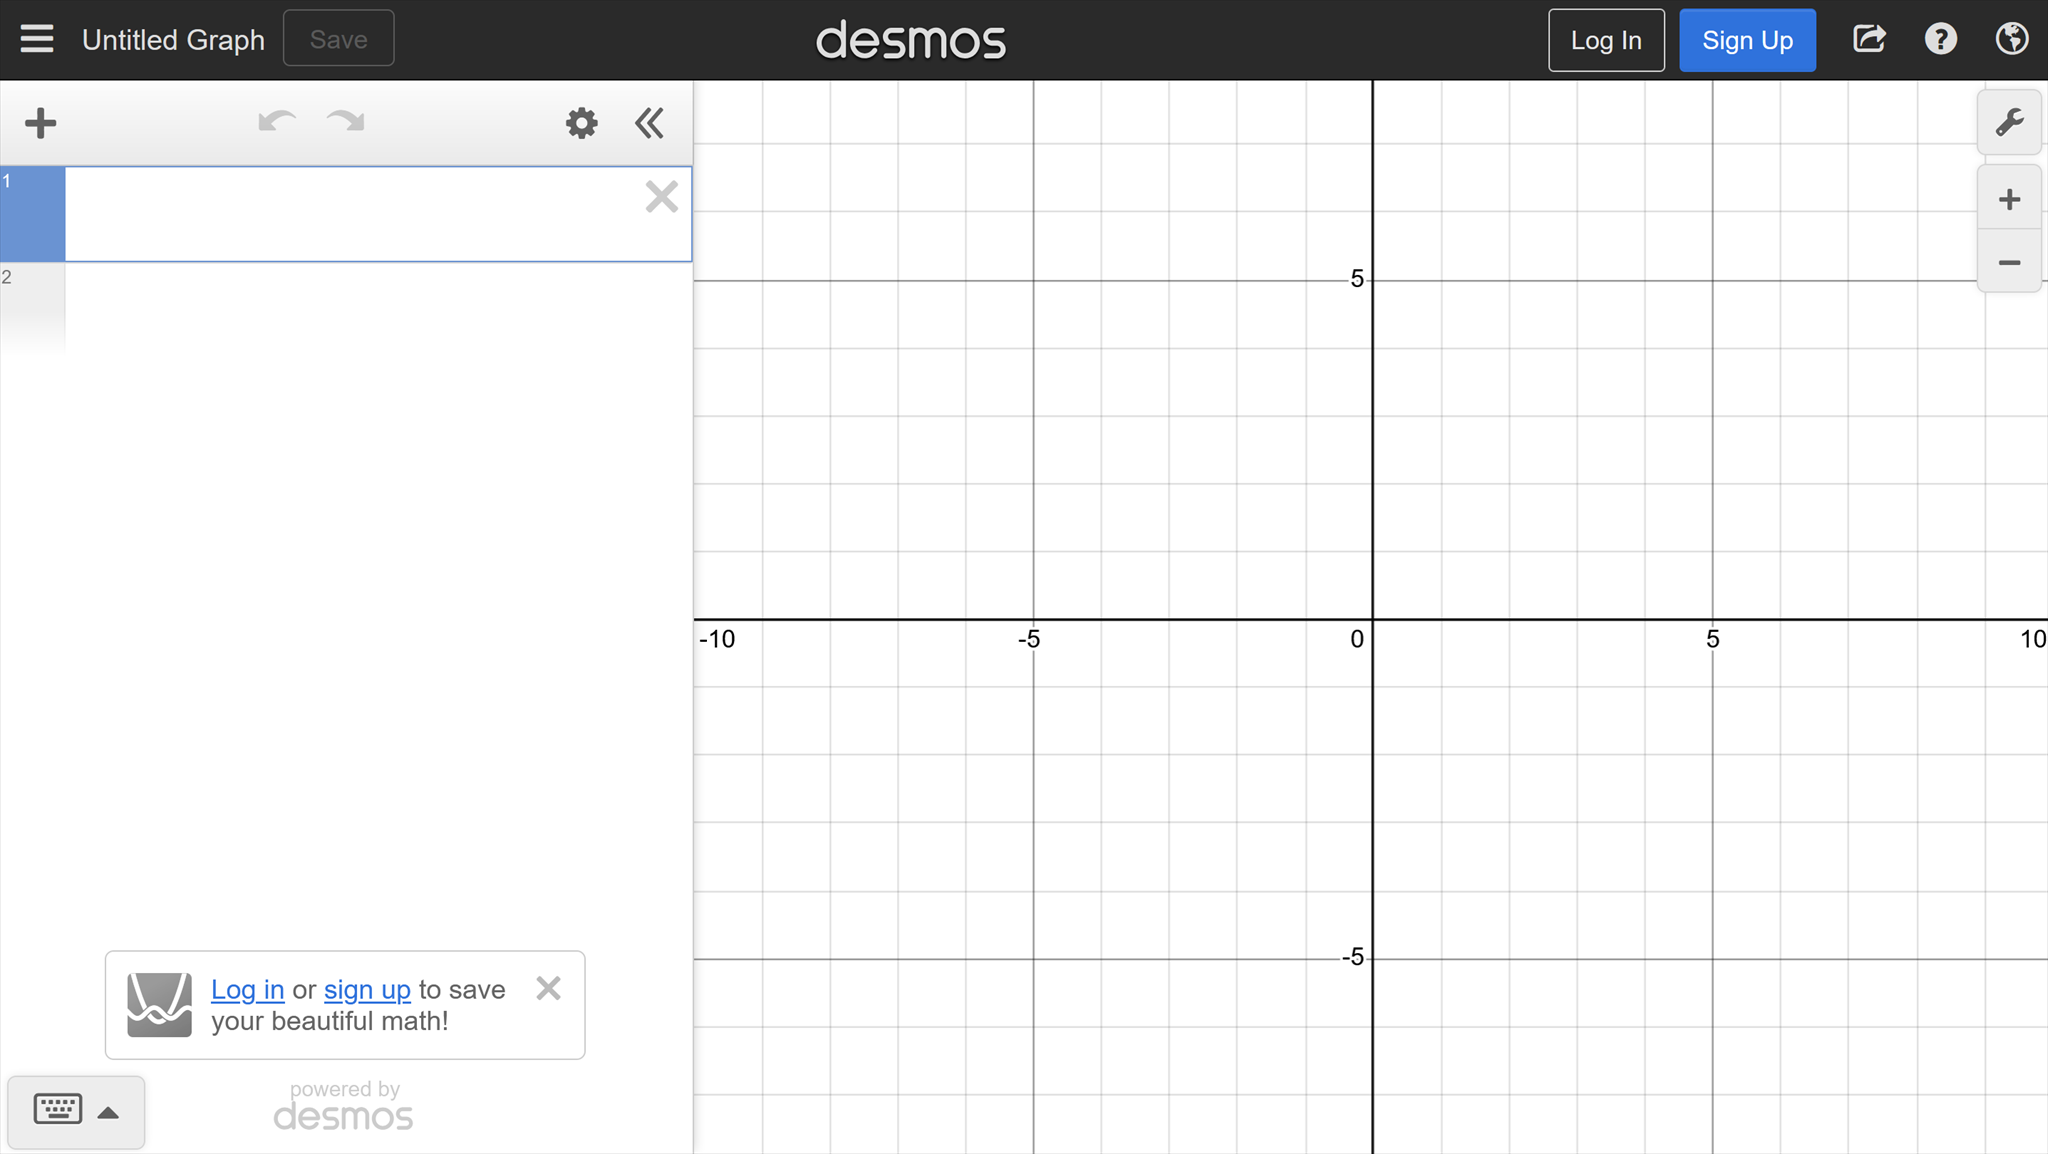 Untitled Graph
Save
desmos
Log In
Sign Up
?
1
2
5
-10
-5
0
5
10
-5
Log in or sign up to save
your beautiful math!
powered by
desmos